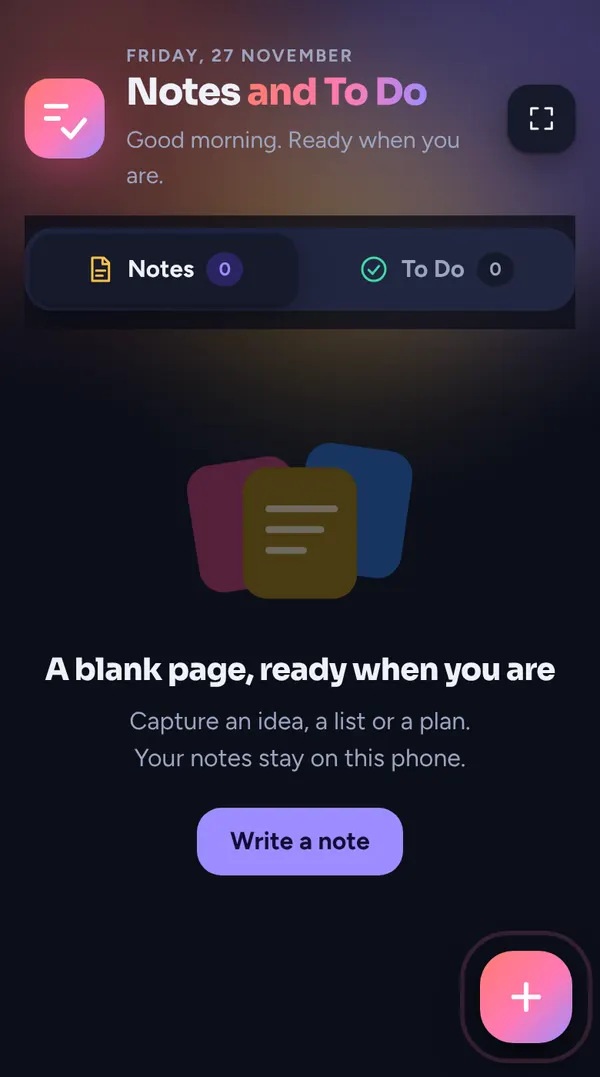 FRIDAY, 27 NOVEMBER
Notes and To Do
Good morning. Ready when you
are.
Notes 0 To Do 0
A blank page, ready when you are
Capture an idea, a list or a plan.
Your notes stay on this phone.
Write a note